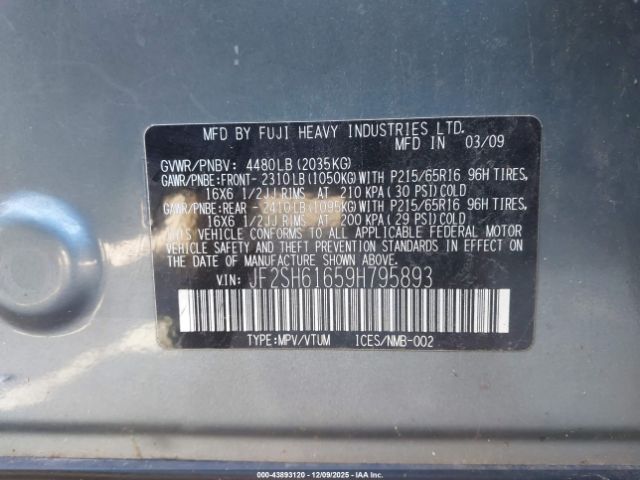 MFD BY FUJI HEAVY INDUSTRIES LTD.
MFD IN 03/09
GVWR/PNBV: 4480LB(2035KG)
GAWR/PNBE:FRONT- 2310LB(1050KG)WITH P215/65R16 96H TIRES,
16X6 1/2JJ RIMS, AT 210 KPA(30 PSI)COLD
GAWR/PNBE:REAR -2410LB(1095KG)WITH P215/65R16 96H TIRES,
16X6 1/2JJ RIMS, AT 200 KPA(29 PSI)COLD
THIS VEHICLE CONFORMS TO ALL APPLICABLE FEDERAL MOTOR
VEHICLE SAFETY AND THEFT PREVENTION STANDARDS IN
EFFECT ON THE DATE OF MANUFACTURE SHOWN ABOVE.
VIN: JF2SH61659H795893
TYPE:MPV/VTUM ICES/NMB-002
000-43893120 - 12/09/2025 - IAA Inc.